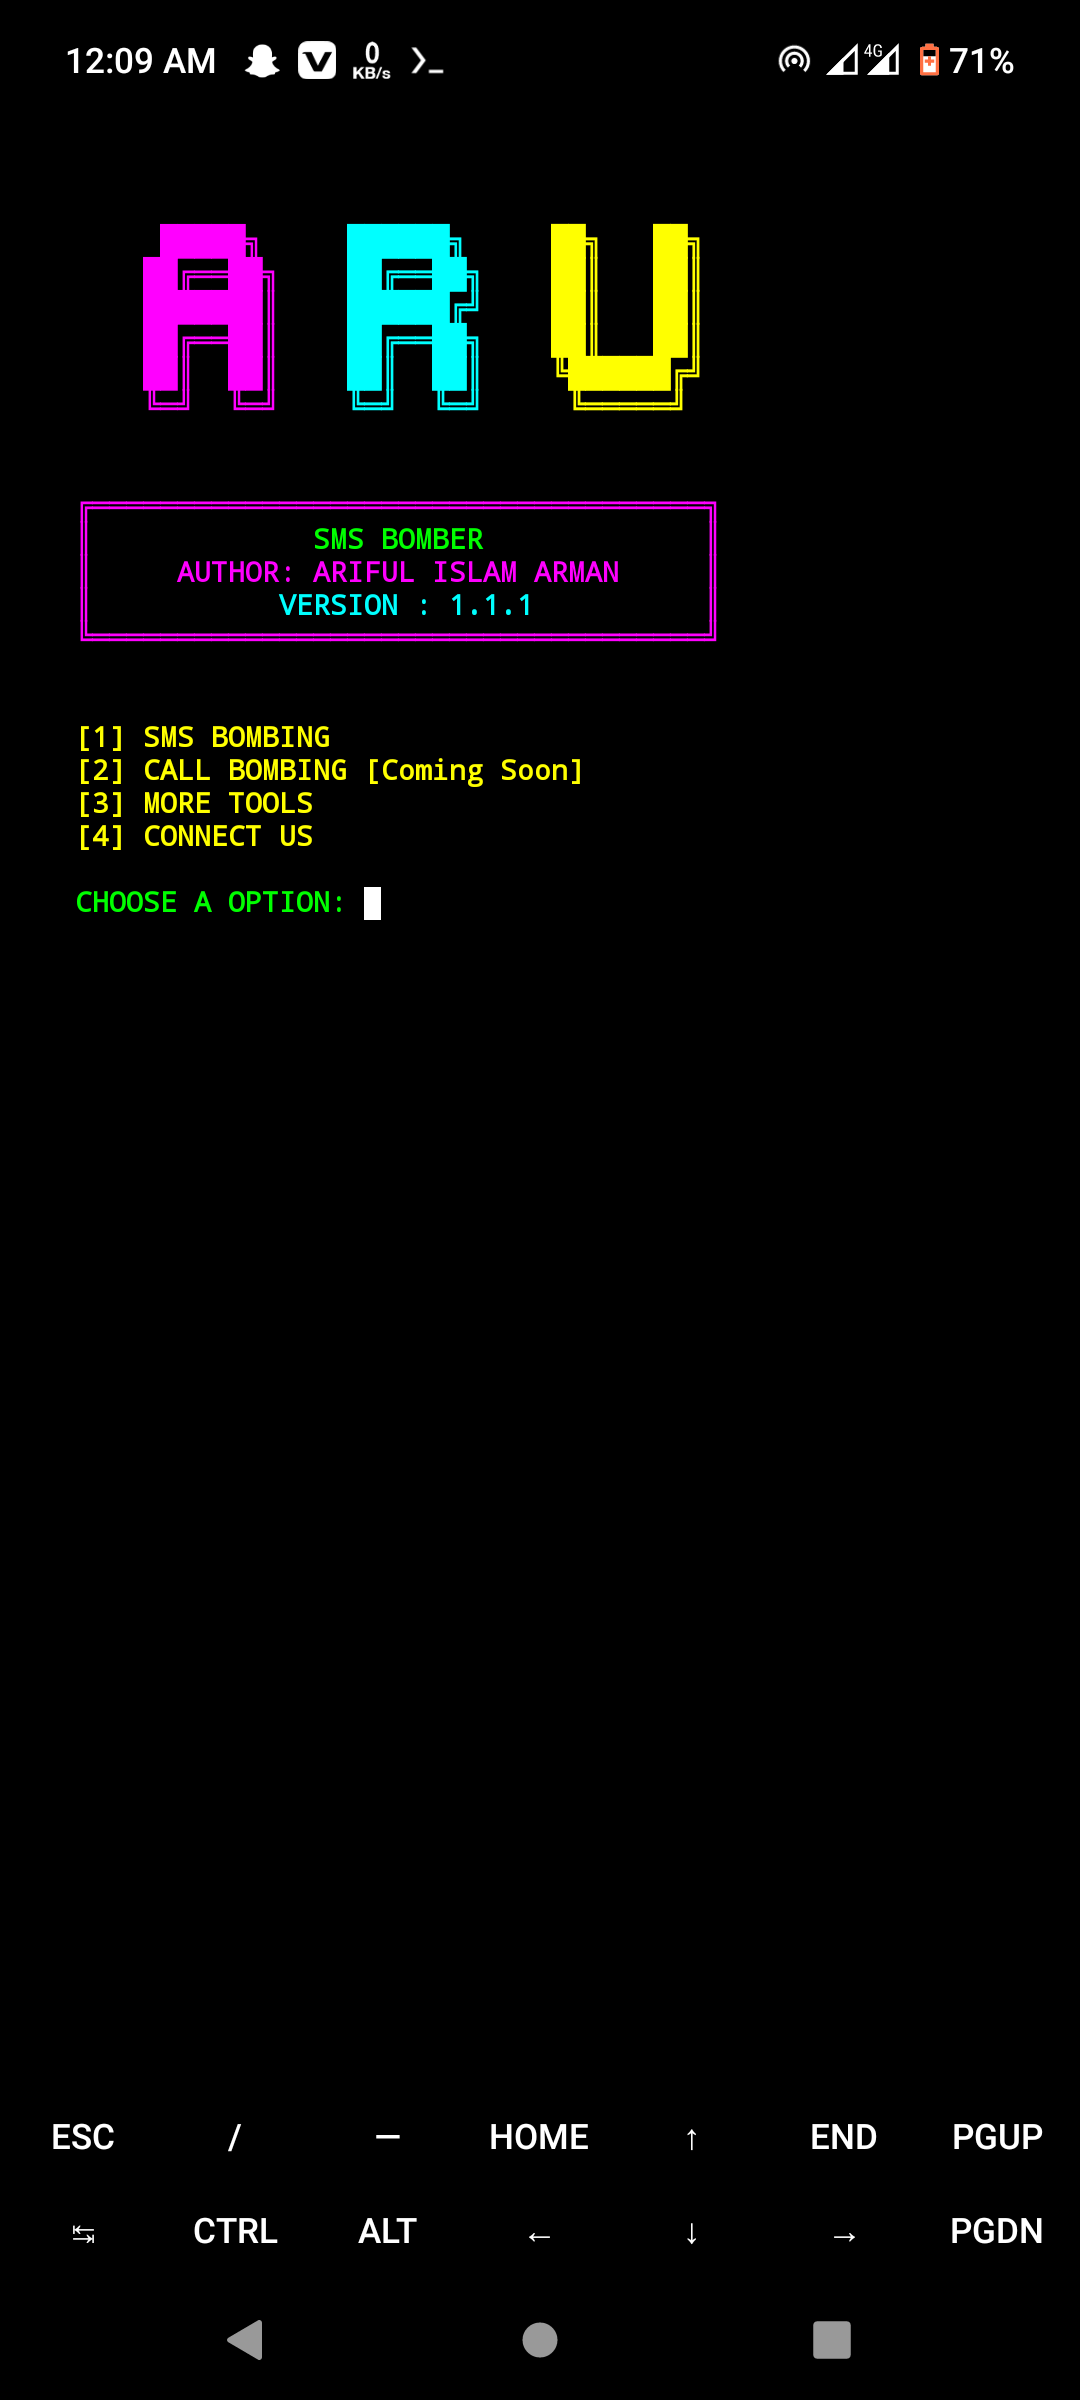 12:09 AM 0 KB/s 4G 71%
ARU
SMS BOMBER
AUTHOR: ARIFUL ISLAM ARMAN
VERSION : 1.1.1
[1] SMS BOMBING
[2] CALL BOMBING [Coming Soon]
[3] MORE TOOLS
[4] CONNECT US
CHOOSE A OPTION:
ESC / — HOME ↑ END PGUP
↹ CTRL ALT ← ↓ → PGDN